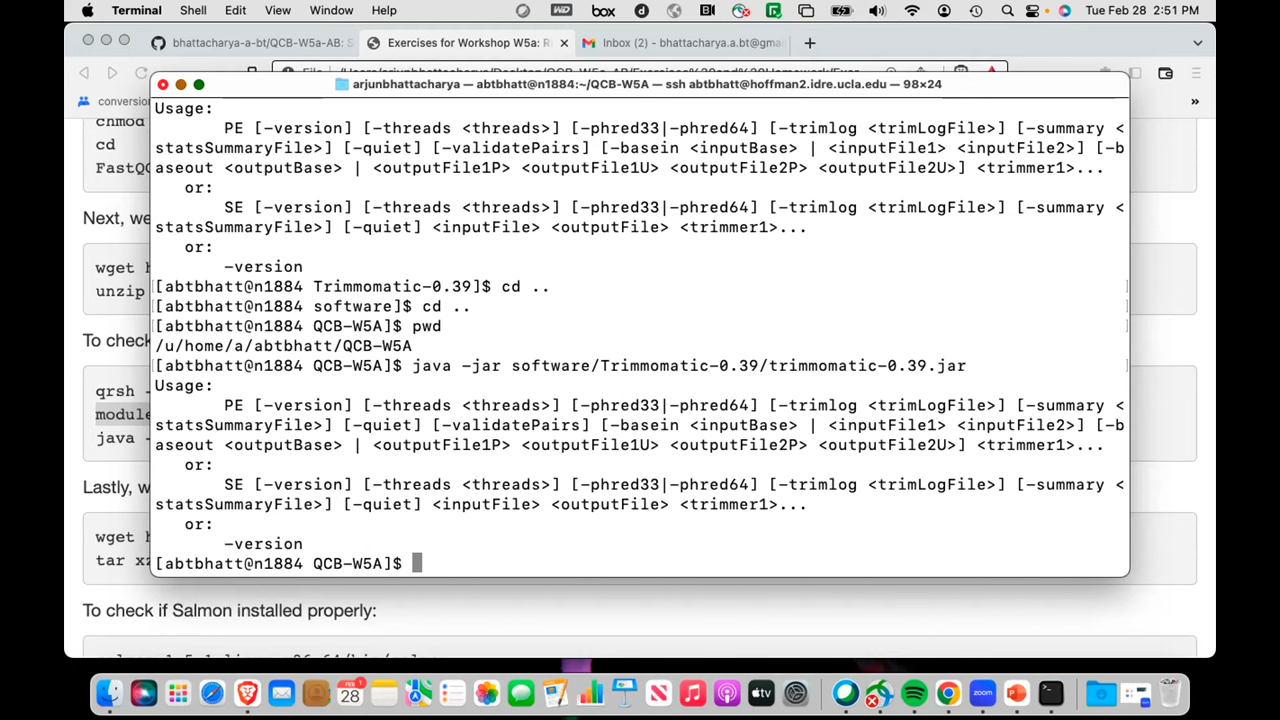 Terminal Shell Edit View Window Help box Tue Feb 28 2:51 PM
bhattacharya-a-bt/QCB-W5a-AB: S Exercises for Workshop W5a: R Inbox (2) - bhattacharya.a.bt@gma
arjunbhattacharya — abtbhatt@n1884:~/QCB-W5A — ssh abtbhatt@hoffman2.idre.ucla.edu — 98×24
conversion
»
chmod
cd
FastQC
Next, we
wget h
unzip
To check
qrsh -
module
java -
Lastly, w
wget h
tar xz
To check if Salmon installed properly:
Usage:
PE [-version] [-threads <threads>] [-phred33|-phred64] [-trimlog <trimLogFile>] [-summary <
statsSummaryFile>] [-quiet] [-validatePairs] [-basein <inputBase> | <inputFile1> <inputFile2>] [-b
aseout <outputBase> | <outputFile1P> <outputFile1U> <outputFile2P> <outputFile2U>] <trimmer1>...
or:
SE [-version] [-threads <threads>] [-phred33|-phred64] [-trimlog <trimLogFile>] [-summary <
statsSummaryFile>] [-quiet] <inputFile> <outputFile> <trimmer1>...
or:
-version
[abtbhatt@n1884 Trimmomatic-0.39]$ cd ..
[abtbhatt@n1884 software]$ cd ..
[abtbhatt@n1884 QCB-W5A]$ pwd
/u/home/a/abtbhatt/QCB-W5A
[abtbhatt@n1884 QCB-W5A]$ java -jar software/Trimmomatic-0.39/trimmomatic-0.39.jar
Usage:
PE [-version] [-threads <threads>] [-phred33|-phred64] [-trimlog <trimLogFile>] [-summary <
statsSummaryFile>] [-quiet] [-validatePairs] [-basein <inputBase> | <inputFile1> <inputFile2>] [-b
aseout <outputBase> | <outputFile1P> <outputFile1U> <outputFile2P> <outputFile2U>] <trimmer1>...
or:
SE [-version] [-threads <threads>] [-phred33|-phred64] [-trimlog <trimLogFile>] [-summary <
statsSummaryFile>] [-quiet] <inputFile> <outputFile> <trimmer1>...
or:
-version
[abtbhatt@n1884 QCB-W5A]$
FEB
28
tv
zoom